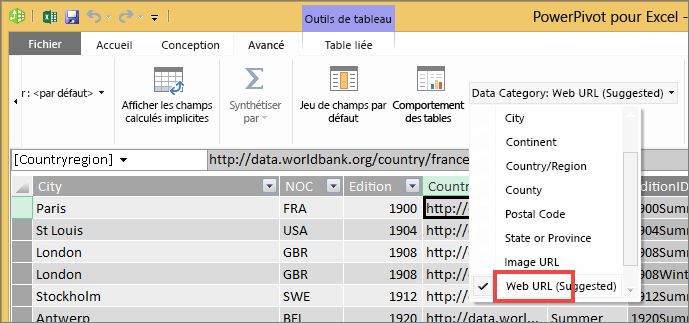 Outils de tableau
PowerPivot pour Excel -
Fichier Accueil Conception Avancé Table liée
r : <par défaut>
Afficher les champs calculés implicites
Synthétiser par
Jeu de champs par défaut
Comportement des tables
Data Category: Web URL (Suggested)
City
Continent
Country/Region
County
Postal Code
State or Province
Image URL
Web URL (Suggested)
[Countryregion] http://data.worldbank.org/country/france
City NOC Edition Countr ditionID
Paris FRA 1900 http:// 900Summ
St Louis USA 1904 http:// 904Summ
London GBR 1908 http:// 908Summ
London GBR 1908 http:// 908Wint
Stockholm SWE 1912 http:// 912Summ
Antwerp BEL 1920 http://data.wor... Summer 1920Summ